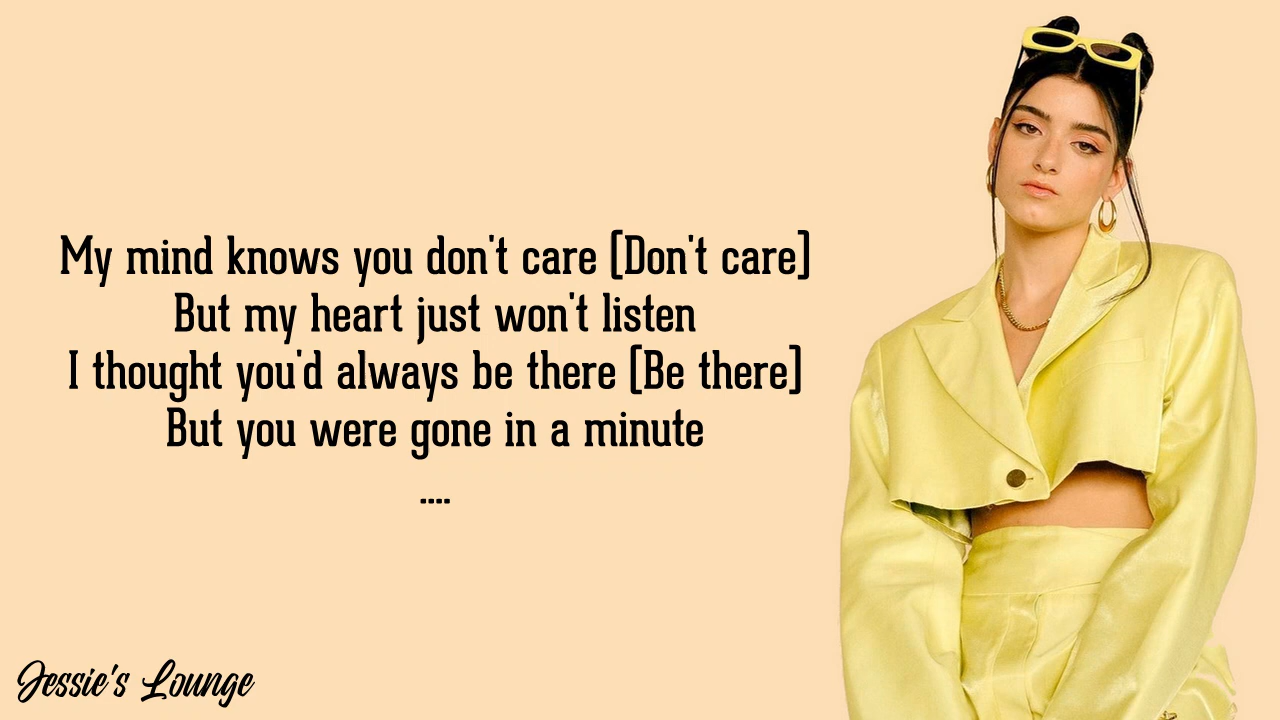 My mind knows you don't care [Don't care]
But my heart just won't listen
I thought you'd always be there [Be there]
But you were gone in a minute
....
Jessie's Lounge